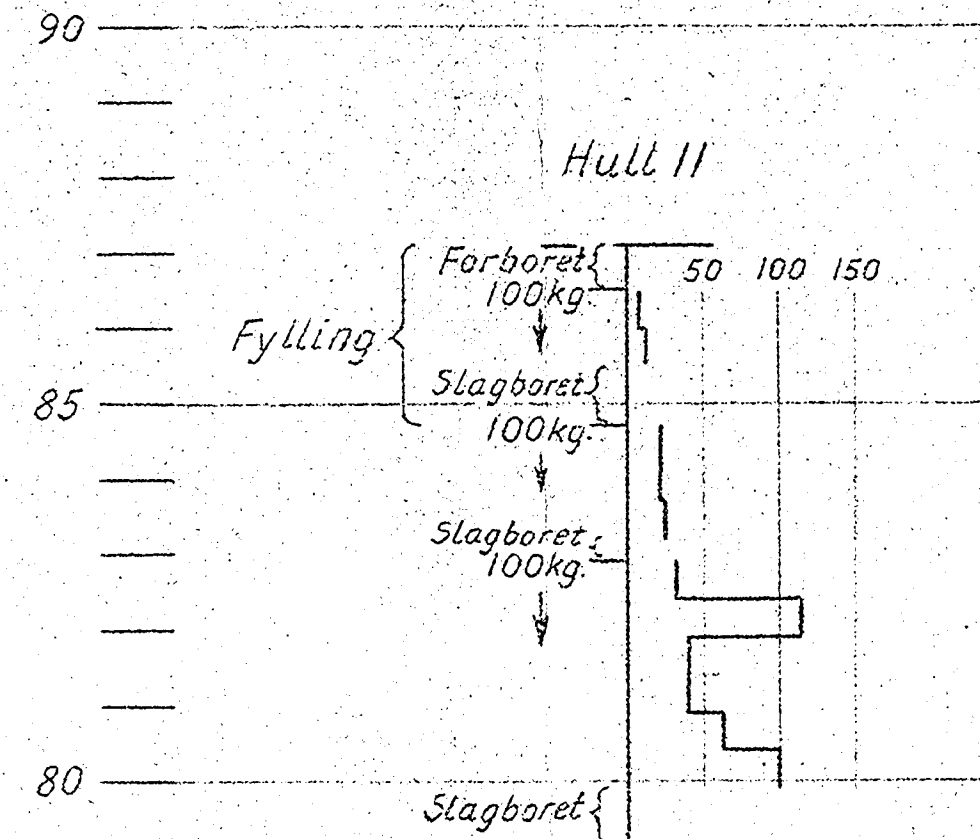 90
Hull II
Forboret
50 100 150
100kg.
Fylling
Slagboret
85
100kg.
Slagboret
100kg.
80
Slagboret